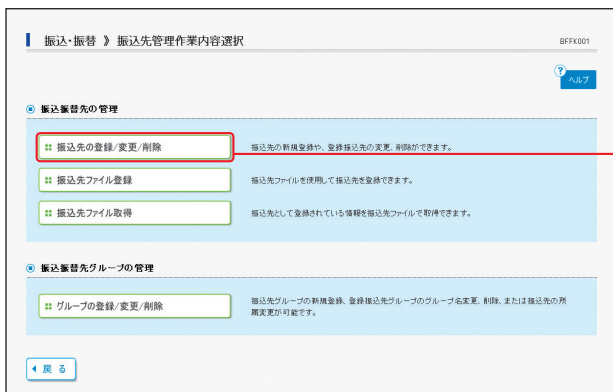 振込・振替 》 振込先管理作業内容選択
BFFK001
?
ヘルプ
振込振替先の管理
振込先の登録/変更/削除
振込先の新規登録や、登録振込先の変更、削除ができます。
振込先ファイル登録
振込先ファイルを使用して振込先を登録できます。
振込先ファイル取得
振込先として登録されている情報を振込先ファイルで取得できます。
振込振替先グループの管理
グループの登録/変更/削除
振込先グループの新規登録、登録振込先グループのグループ名変更、削除、または振込先の所
属変更が可能です。
戻る